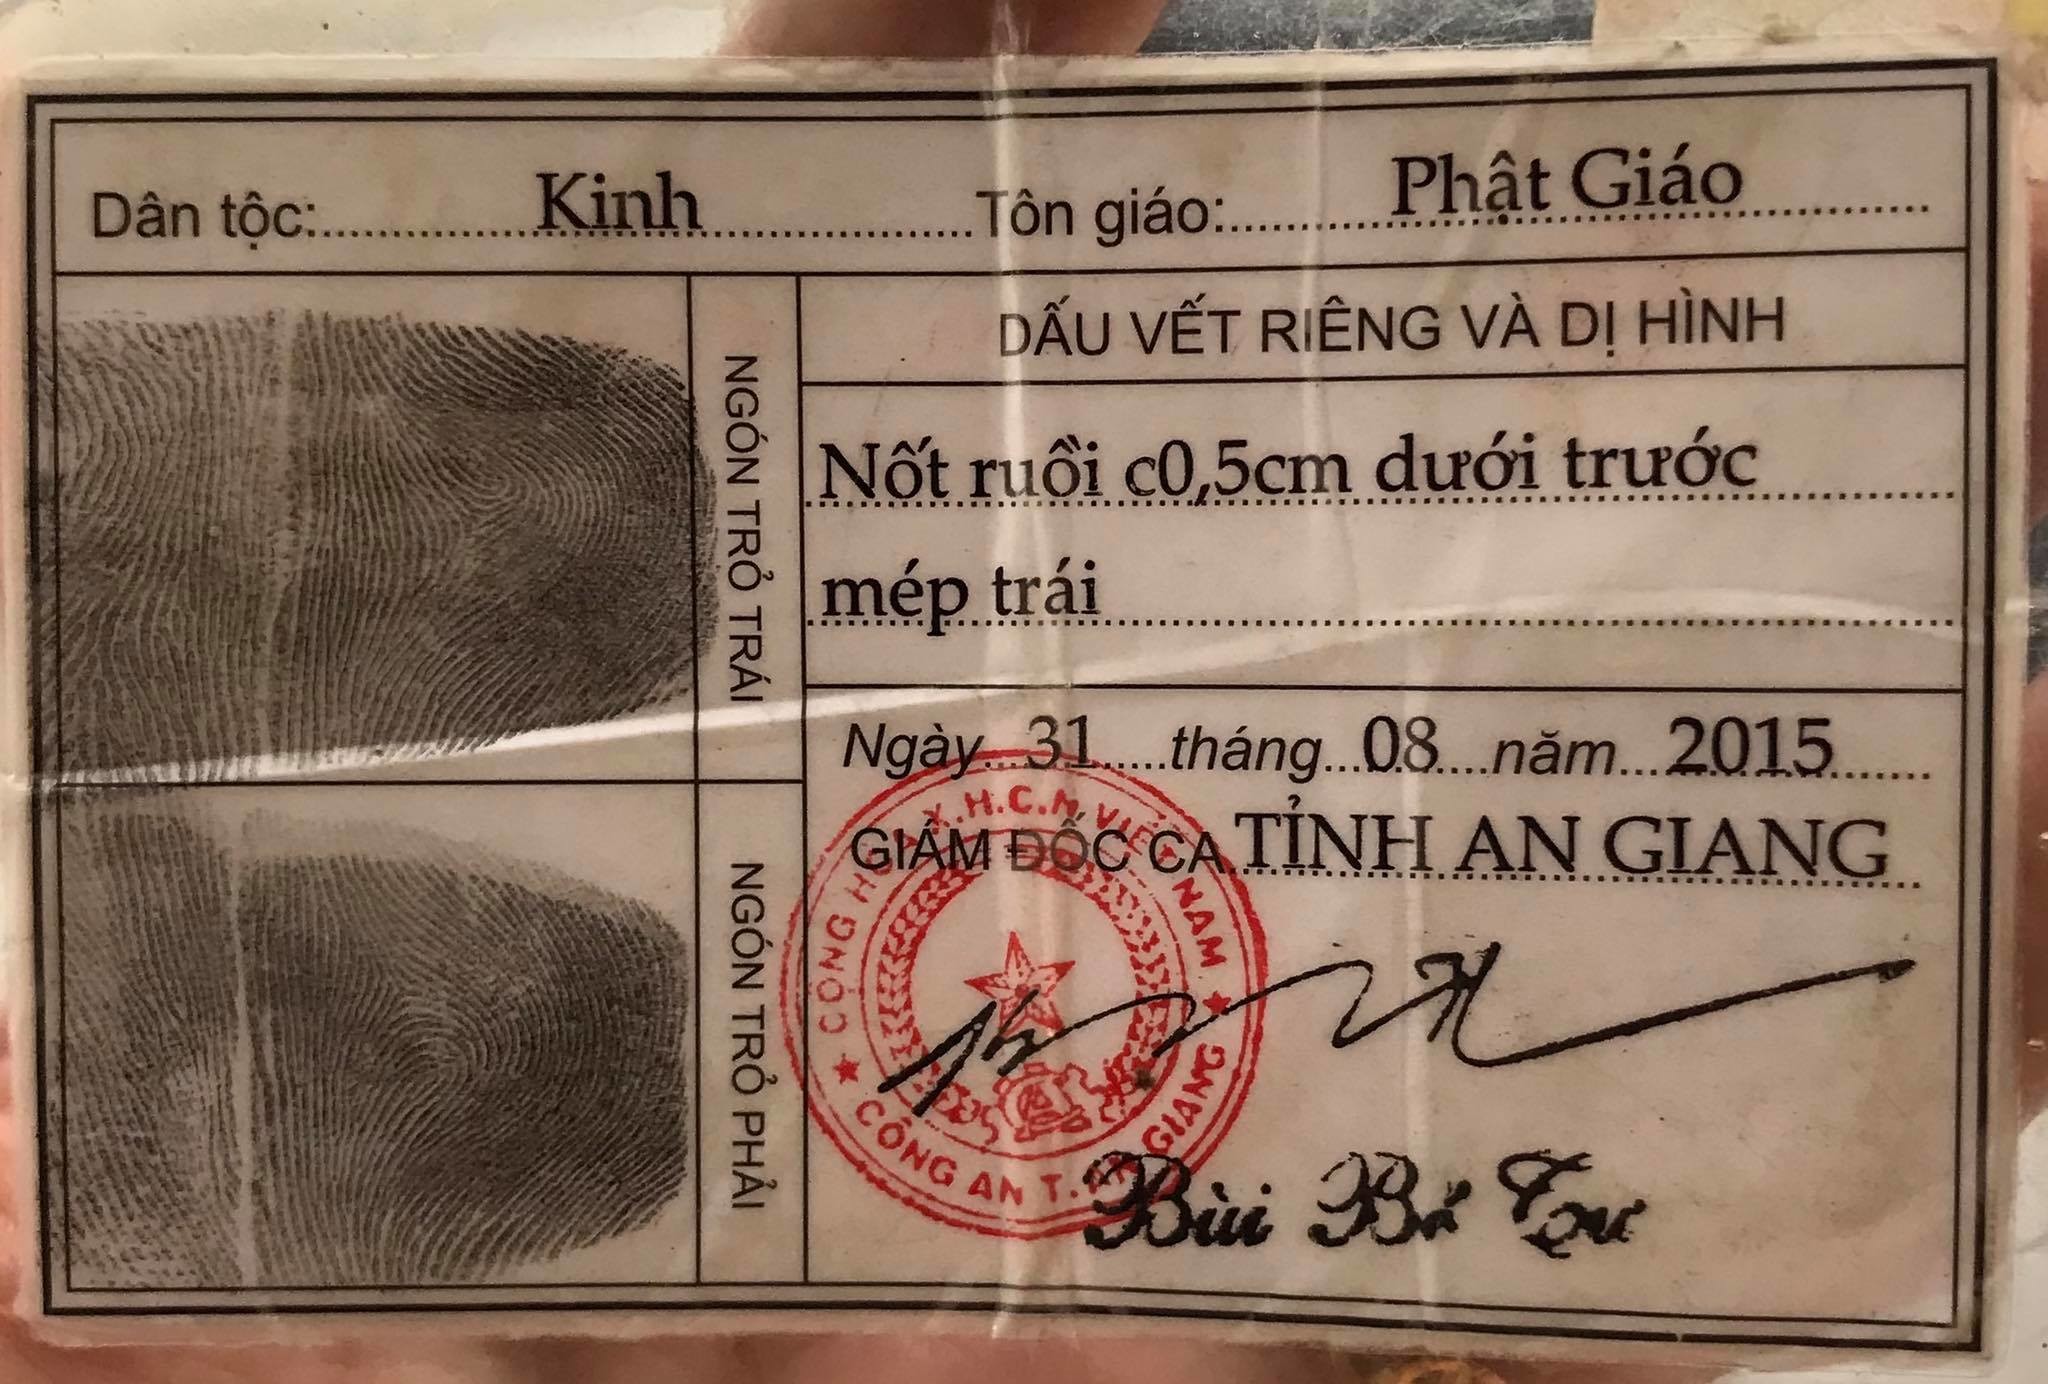 Dân tộc: Kinh Tôn giáo: Phật Giáo
NGÓN TRỎ TRÁI
NGÓN TRỎ PHẢI
DẤU VẾT RIÊNG VÀ DỊ HÌNH
Nốt ruồi c0,5cm dưới trước
mép trái
Ngày 31 tháng 08 năm 2015
GIÁM ĐỐC CA TỈNH AN GIANG
CỘNG HÒA X.H.C.N VIỆT NAM
CÔNG AN T. AN GIANG
Bùi Bé Tư